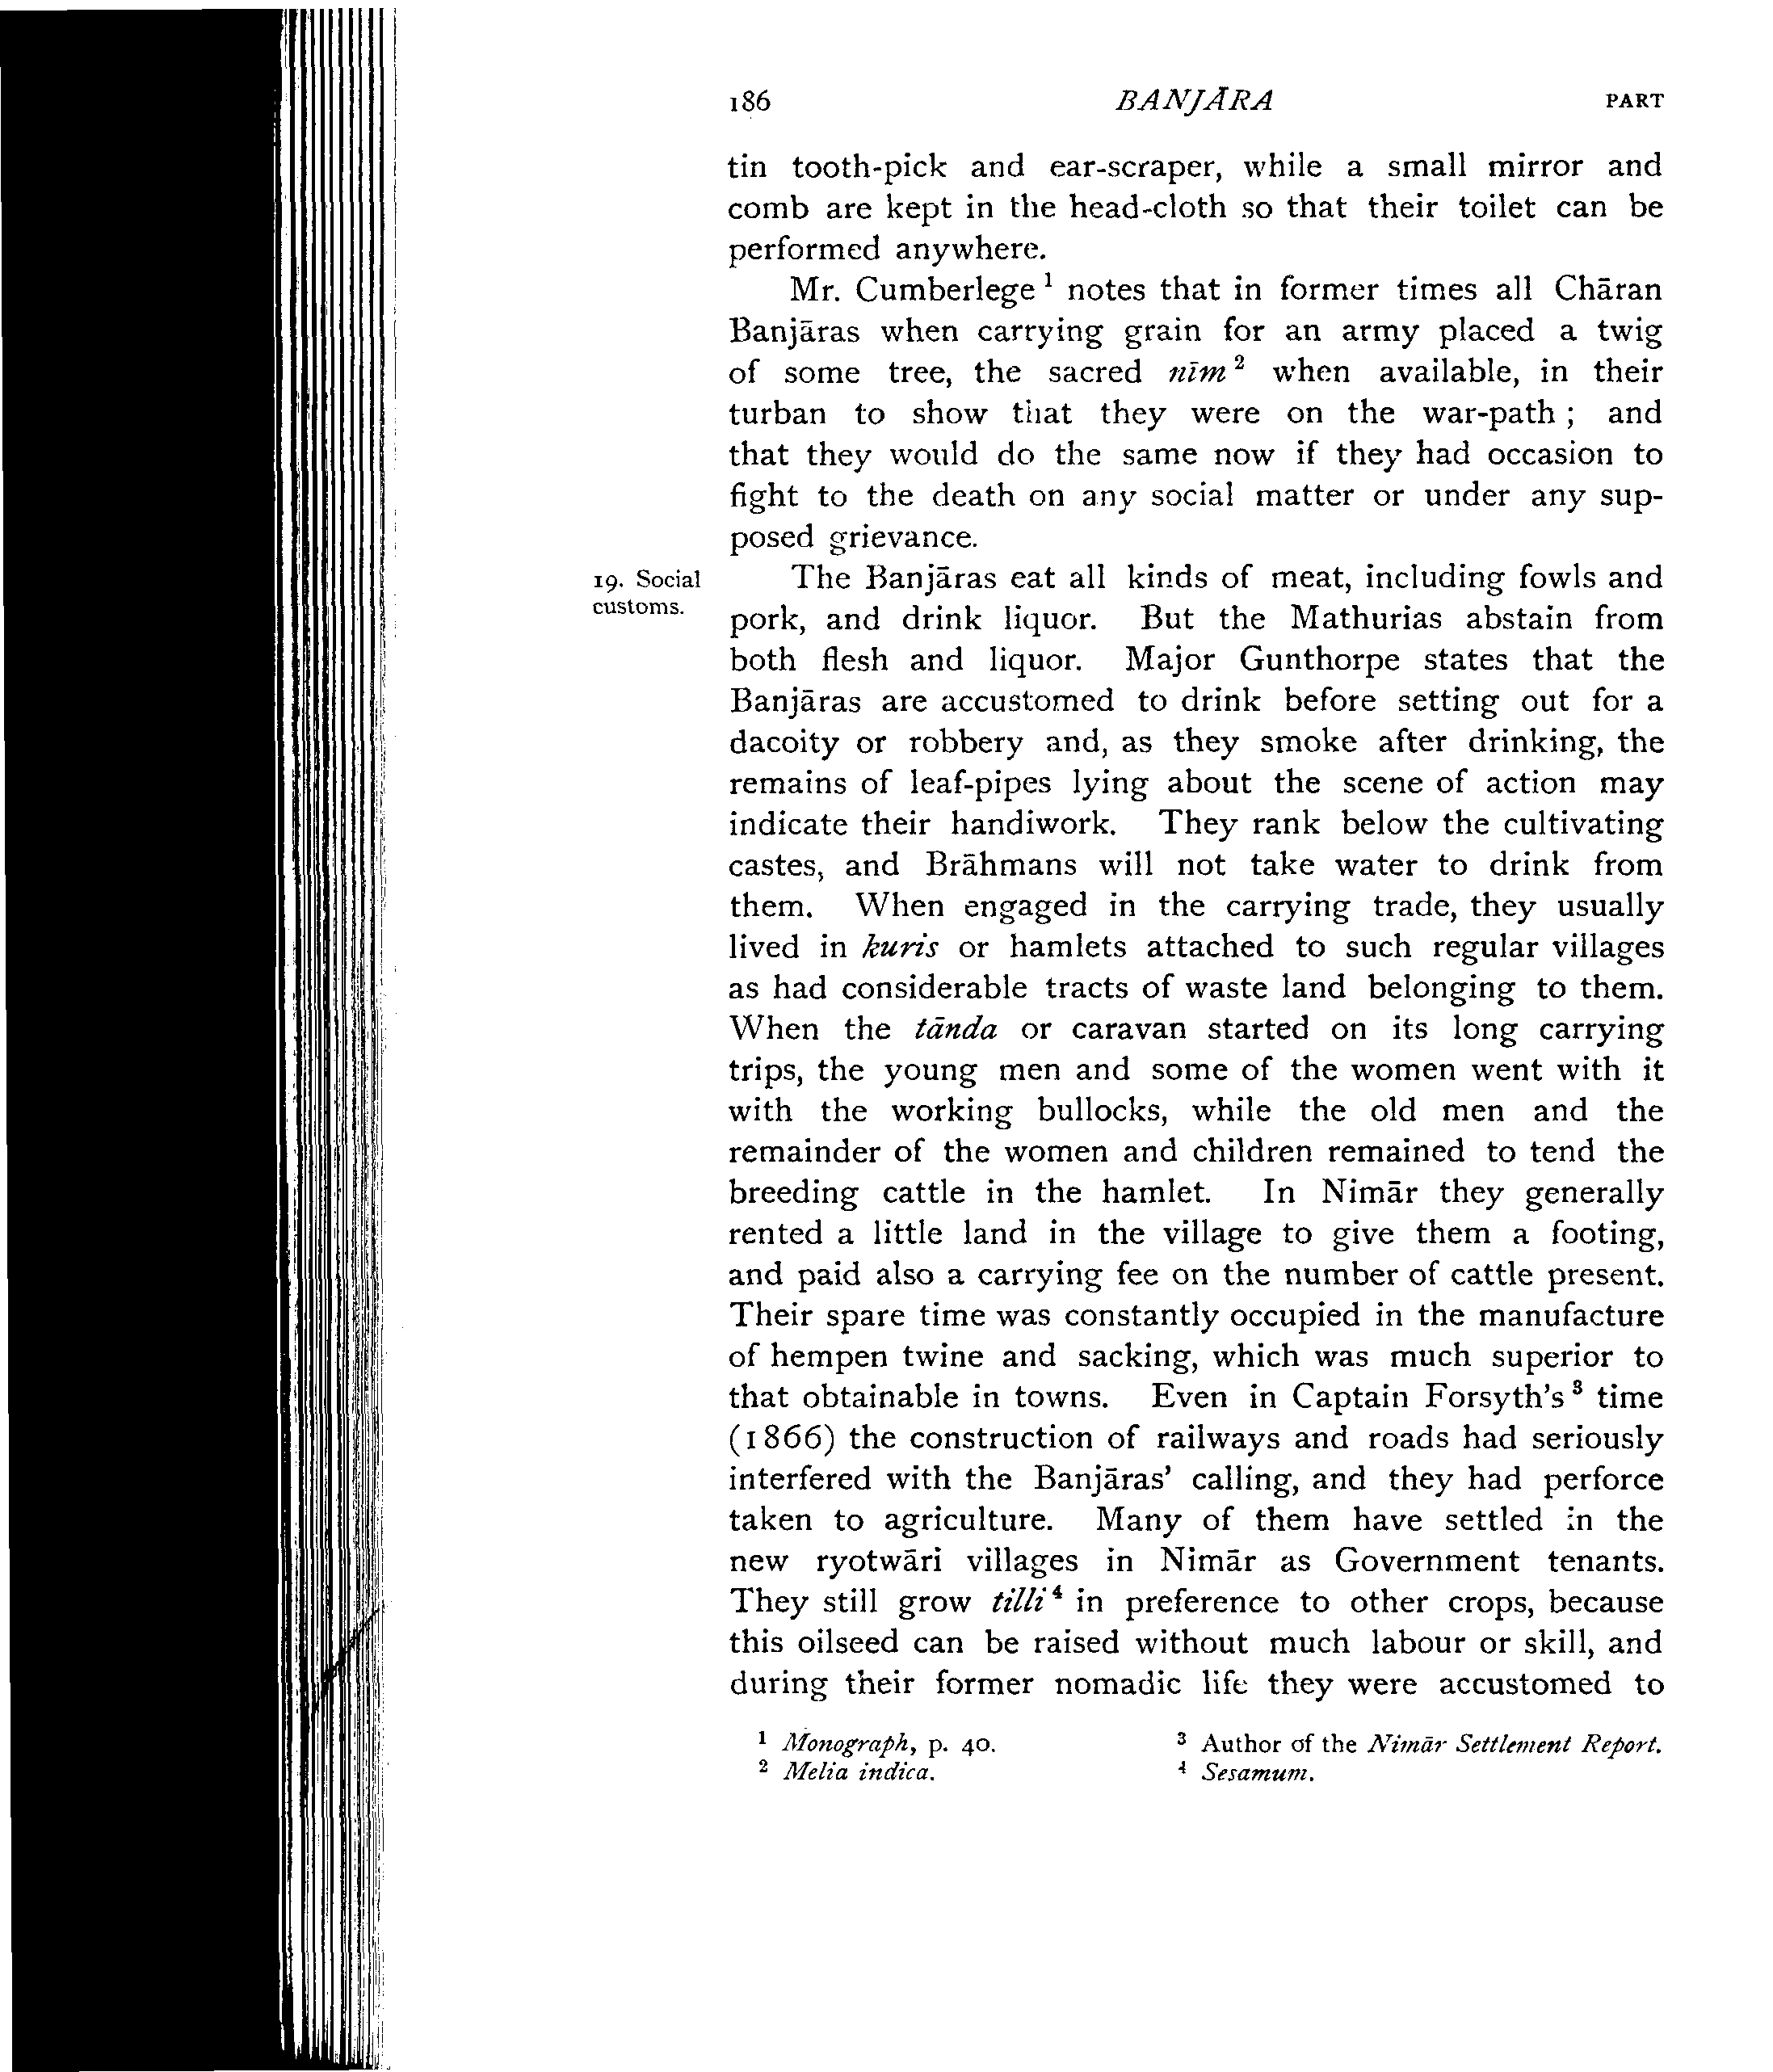 186 BANJĀRA PART
tin tooth-pick and ear-scraper, while a small mirror and
comb are kept in the head-cloth so that their toilet can be
performed anywhere.
Mr. Cumberlege ¹ notes that in former times all Chāran
Banjāras when carrying grain for an army placed a twig
of some tree, the sacred nīm ² when available, in their
turban to show that they were on the war-path ; and
that they would do the same now if they had occasion to
fight to the death on any social matter or under any sup-
posed grievance.
19. Social
customs.
The Banjāras eat all kinds of meat, including fowls and
pork, and drink liquor. But the Mathurias abstain from
both flesh and liquor. Major Gunthorpe states that the
Banjāras are accustomed to drink before setting out for a
dacoity or robbery and, as they smoke after drinking, the
remains of leaf-pipes lying about the scene of action may
indicate their handiwork. They rank below the cultivating
castes, and Brāhmans will not take water to drink from
them. When engaged in the carrying trade, they usually
lived in kuris or hamlets attached to such regular villages
as had considerable tracts of waste land belonging to them.
When the tānda or caravan started on its long carrying
trips, the young men and some of the women went with it
with the working bullocks, while the old men and the
remainder of the women and children remained to tend the
breeding cattle in the hamlet. In Nimār they generally
rented a little land in the village to give them a footing,
and paid also a carrying fee on the number of cattle present.
Their spare time was constantly occupied in the manufacture
of hempen twine and sacking, which was much superior to
that obtainable in towns. Even in Captain Forsyth's ³ time
(1866) the construction of railways and roads had seriously
interfered with the Banjāras' calling, and they had perforce
taken to agriculture. Many of them have settled in the
new ryotwāri villages in Nimār as Government tenants.
They still grow tilli ⁴ in preference to other crops, because
this oilseed can be raised without much labour or skill, and
during their former nomadic life they were accustomed to
¹ Monograph, p. 40.
² Melia indica.
³ Author of the Nimār Settlement Report.
⁴ Sesamum.